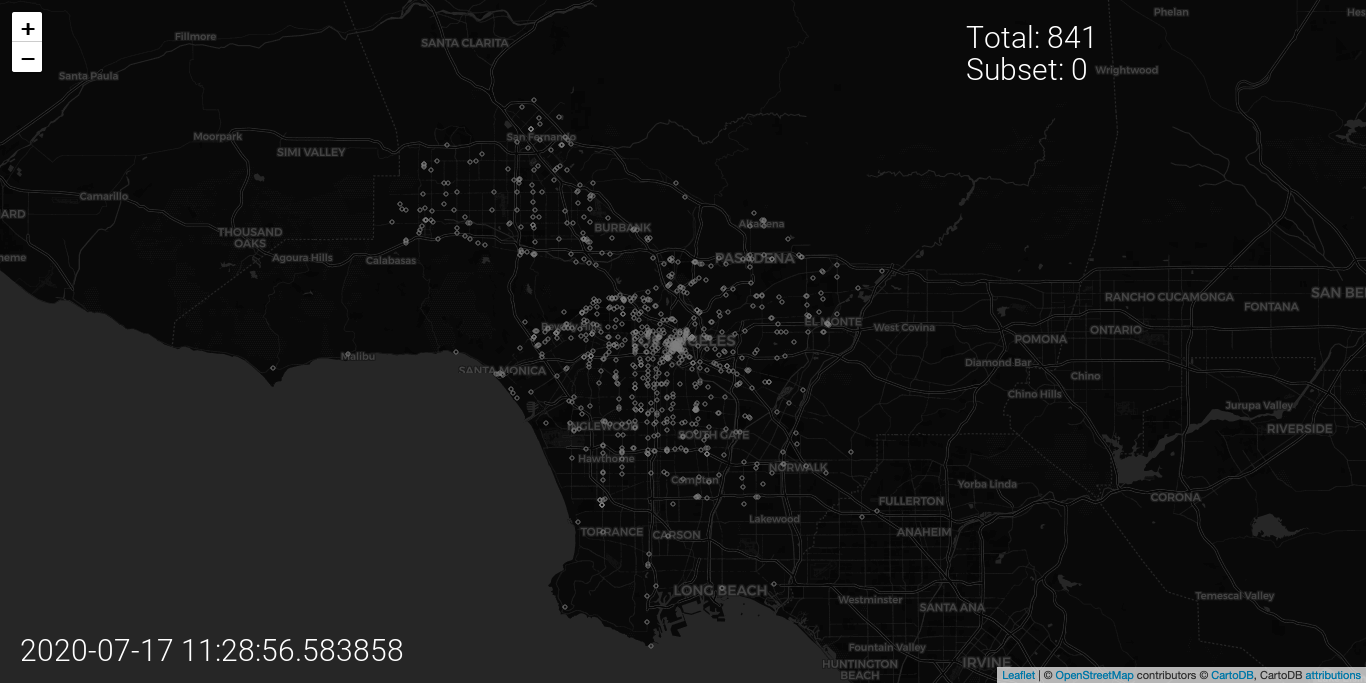 +
−
Total: 841
Subset: 0
Phelan
Hes
Fillmore
SANTA CLARITA
Santa Paula
Wrightwood
Moorpark
San Fernando
SIMI VALLEY
Camarillo
ARD
THOUSAND
OAKS
BURBANK
Altadena
neme
Agoura Hills
Calabasas
PASADENA
RANCHO CUCAMONGA
SAN BER
FONTANA
EL MONTE
West Covina
ONTARIO
POMONA
Malibu
SANTA MONICA
Diamond Bar
Chino
Chino Hills
Jurupa Valley
INGLEWOOD
SOUTH GATE
RIVERSIDE
Hawthorne
NORWALK
Compton
Yorba Linda
FULLERTON
CORONA
Lakewood
TORRANCE
CARSON
ANAHEIM
LONG BEACH
Westminster
SANTA ANA
Temescal Valley
2020-07-17 11:28:56.583858
Fountain Valley
HUNTINGTON
BEACH
IRVINE
Leaflet | © OpenStreetMap contributors © CartoDB, CartoDB attributions